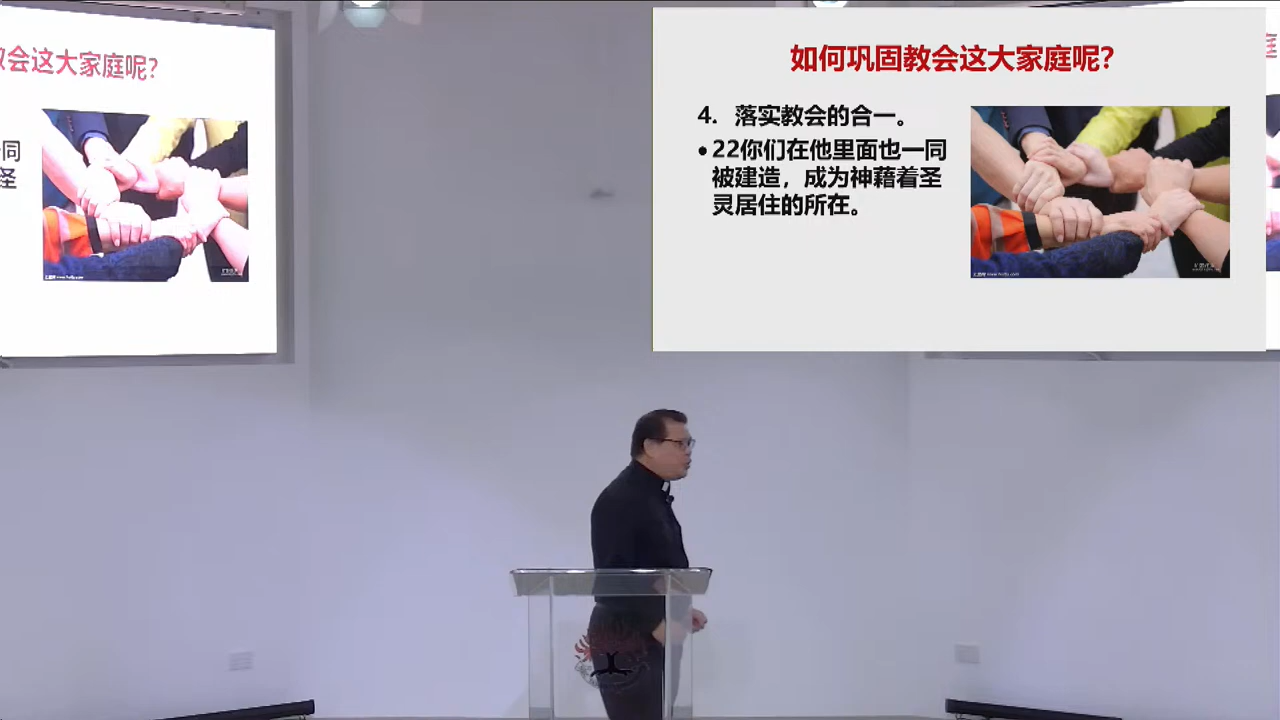 教会这大家庭呢?
同
圣
如何巩固教会这大家庭呢?
4. 落实教会的合一。
•22你们在他里面也一同
被建造，成为神藉着圣
灵居住的所在。
庭